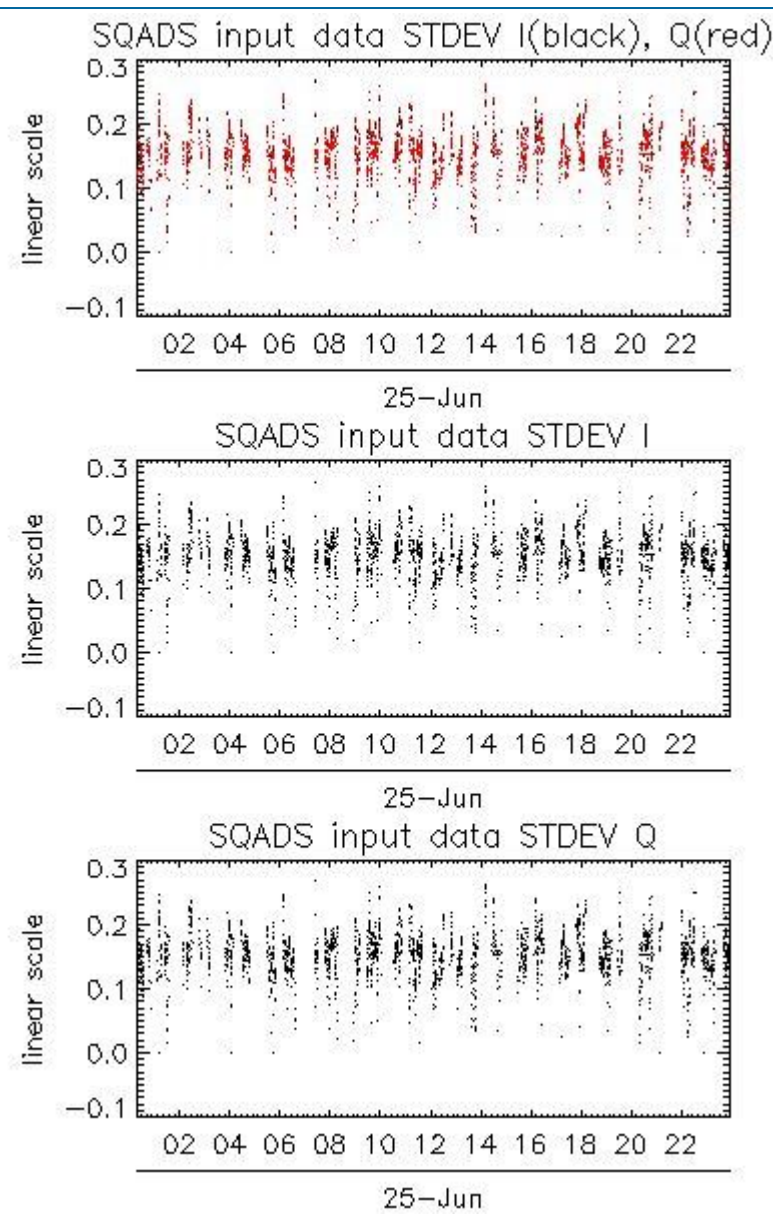 SQADS input data STDEV I(black), Q(red)
linear scale
0.3
0.2
0.1
0.0
−0.1
02 04 06 08 10 12 14 16 18 20 22
25−Jun
SQADS input data STDEV I
linear scale
0.3
0.2
0.1
0.0
−0.1
02 04 06 08 10 12 14 16 18 20 22
25−Jun
SQADS input data STDEV Q
linear scale
0.3
0.2
0.1
0.0
−0.1
02 04 06 08 10 12 14 16 18 20 22
25−Jun